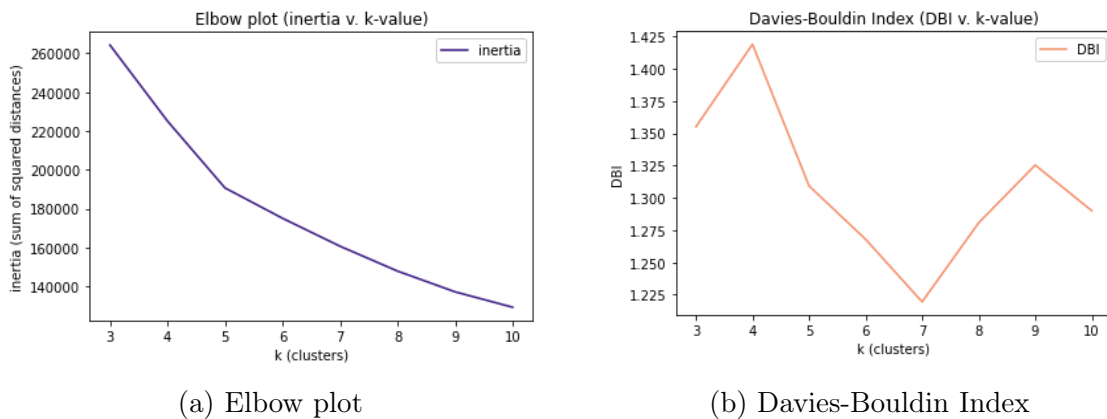 Elbow plot (inertia v. k-value)
inertia
260000
240000
220000
200000
180000
160000
140000
inertia (sum of squared distances)
3 4 5 6 7 8 9 10
k (clusters)
(a) Elbow plot
Davies-Bouldin Index (DBI v. k-value)
DBI
1.425
1.400
1.375
1.350
1.325
1.300
1.275
1.250
1.225
DBI
3 4 5 6 7 8 9 10
k (clusters)
(b) Davies-Bouldin Index